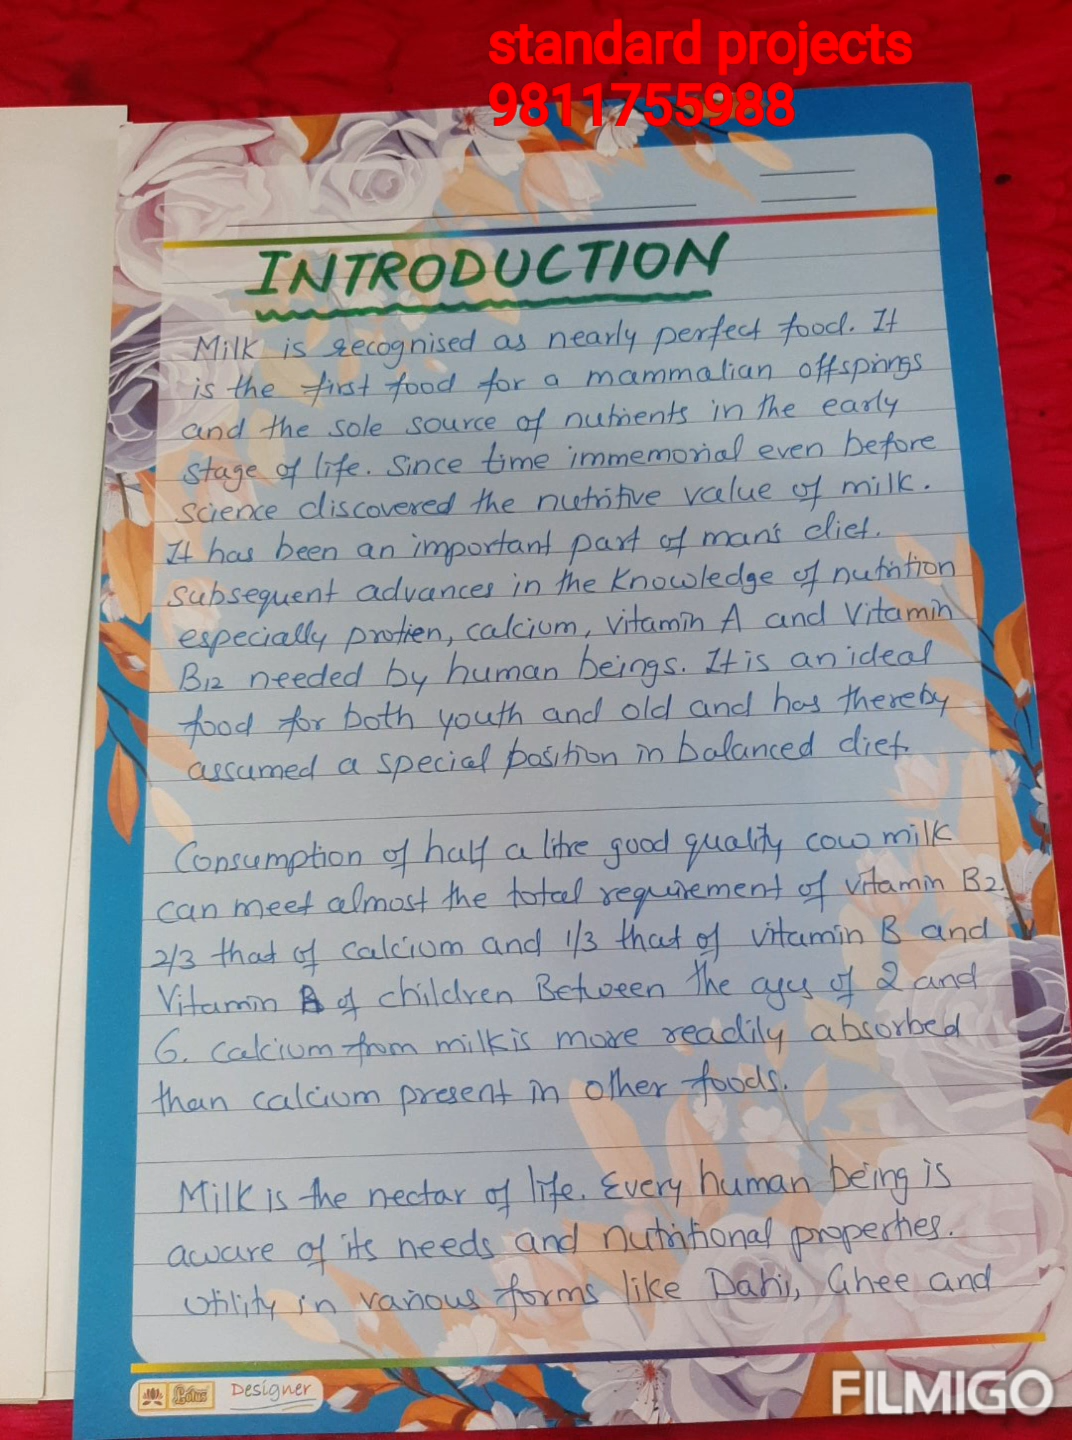 standard projects
9811755988
INTRODUCTION
Milk is recognised as nearly perfect food. It
is the first food for a mammalian offspirngs
and the sole source of nutrients in the early
stage of life. Since time immemorial even before
science discovered the nutritive value of milk.
It has been an important part of man's diet.
subsequent advances in the knowledge of nutrition
especially protien, calcium, vitamin A and Vitamin
B12 needed by human beings. It is an ideal
food for both youth and old and has thereby
assumed a special position in balanced diet.
Consumption of half a litre good quality cow milk
can meet almost the total requirement of vitamin B2.
2/3 that of calcium and 1/3 that of vitamin B and
Vitamin of children Between the ages of 2 and
6. Calcium from milk is more readily absorbed
than calcium present in other foods.
Milk is the nectar of life. Every human being is
aware of its needs and nutritional properties.
Utility in various forms like Dahi, Ghee and
Lotus Designer
FILMIGO